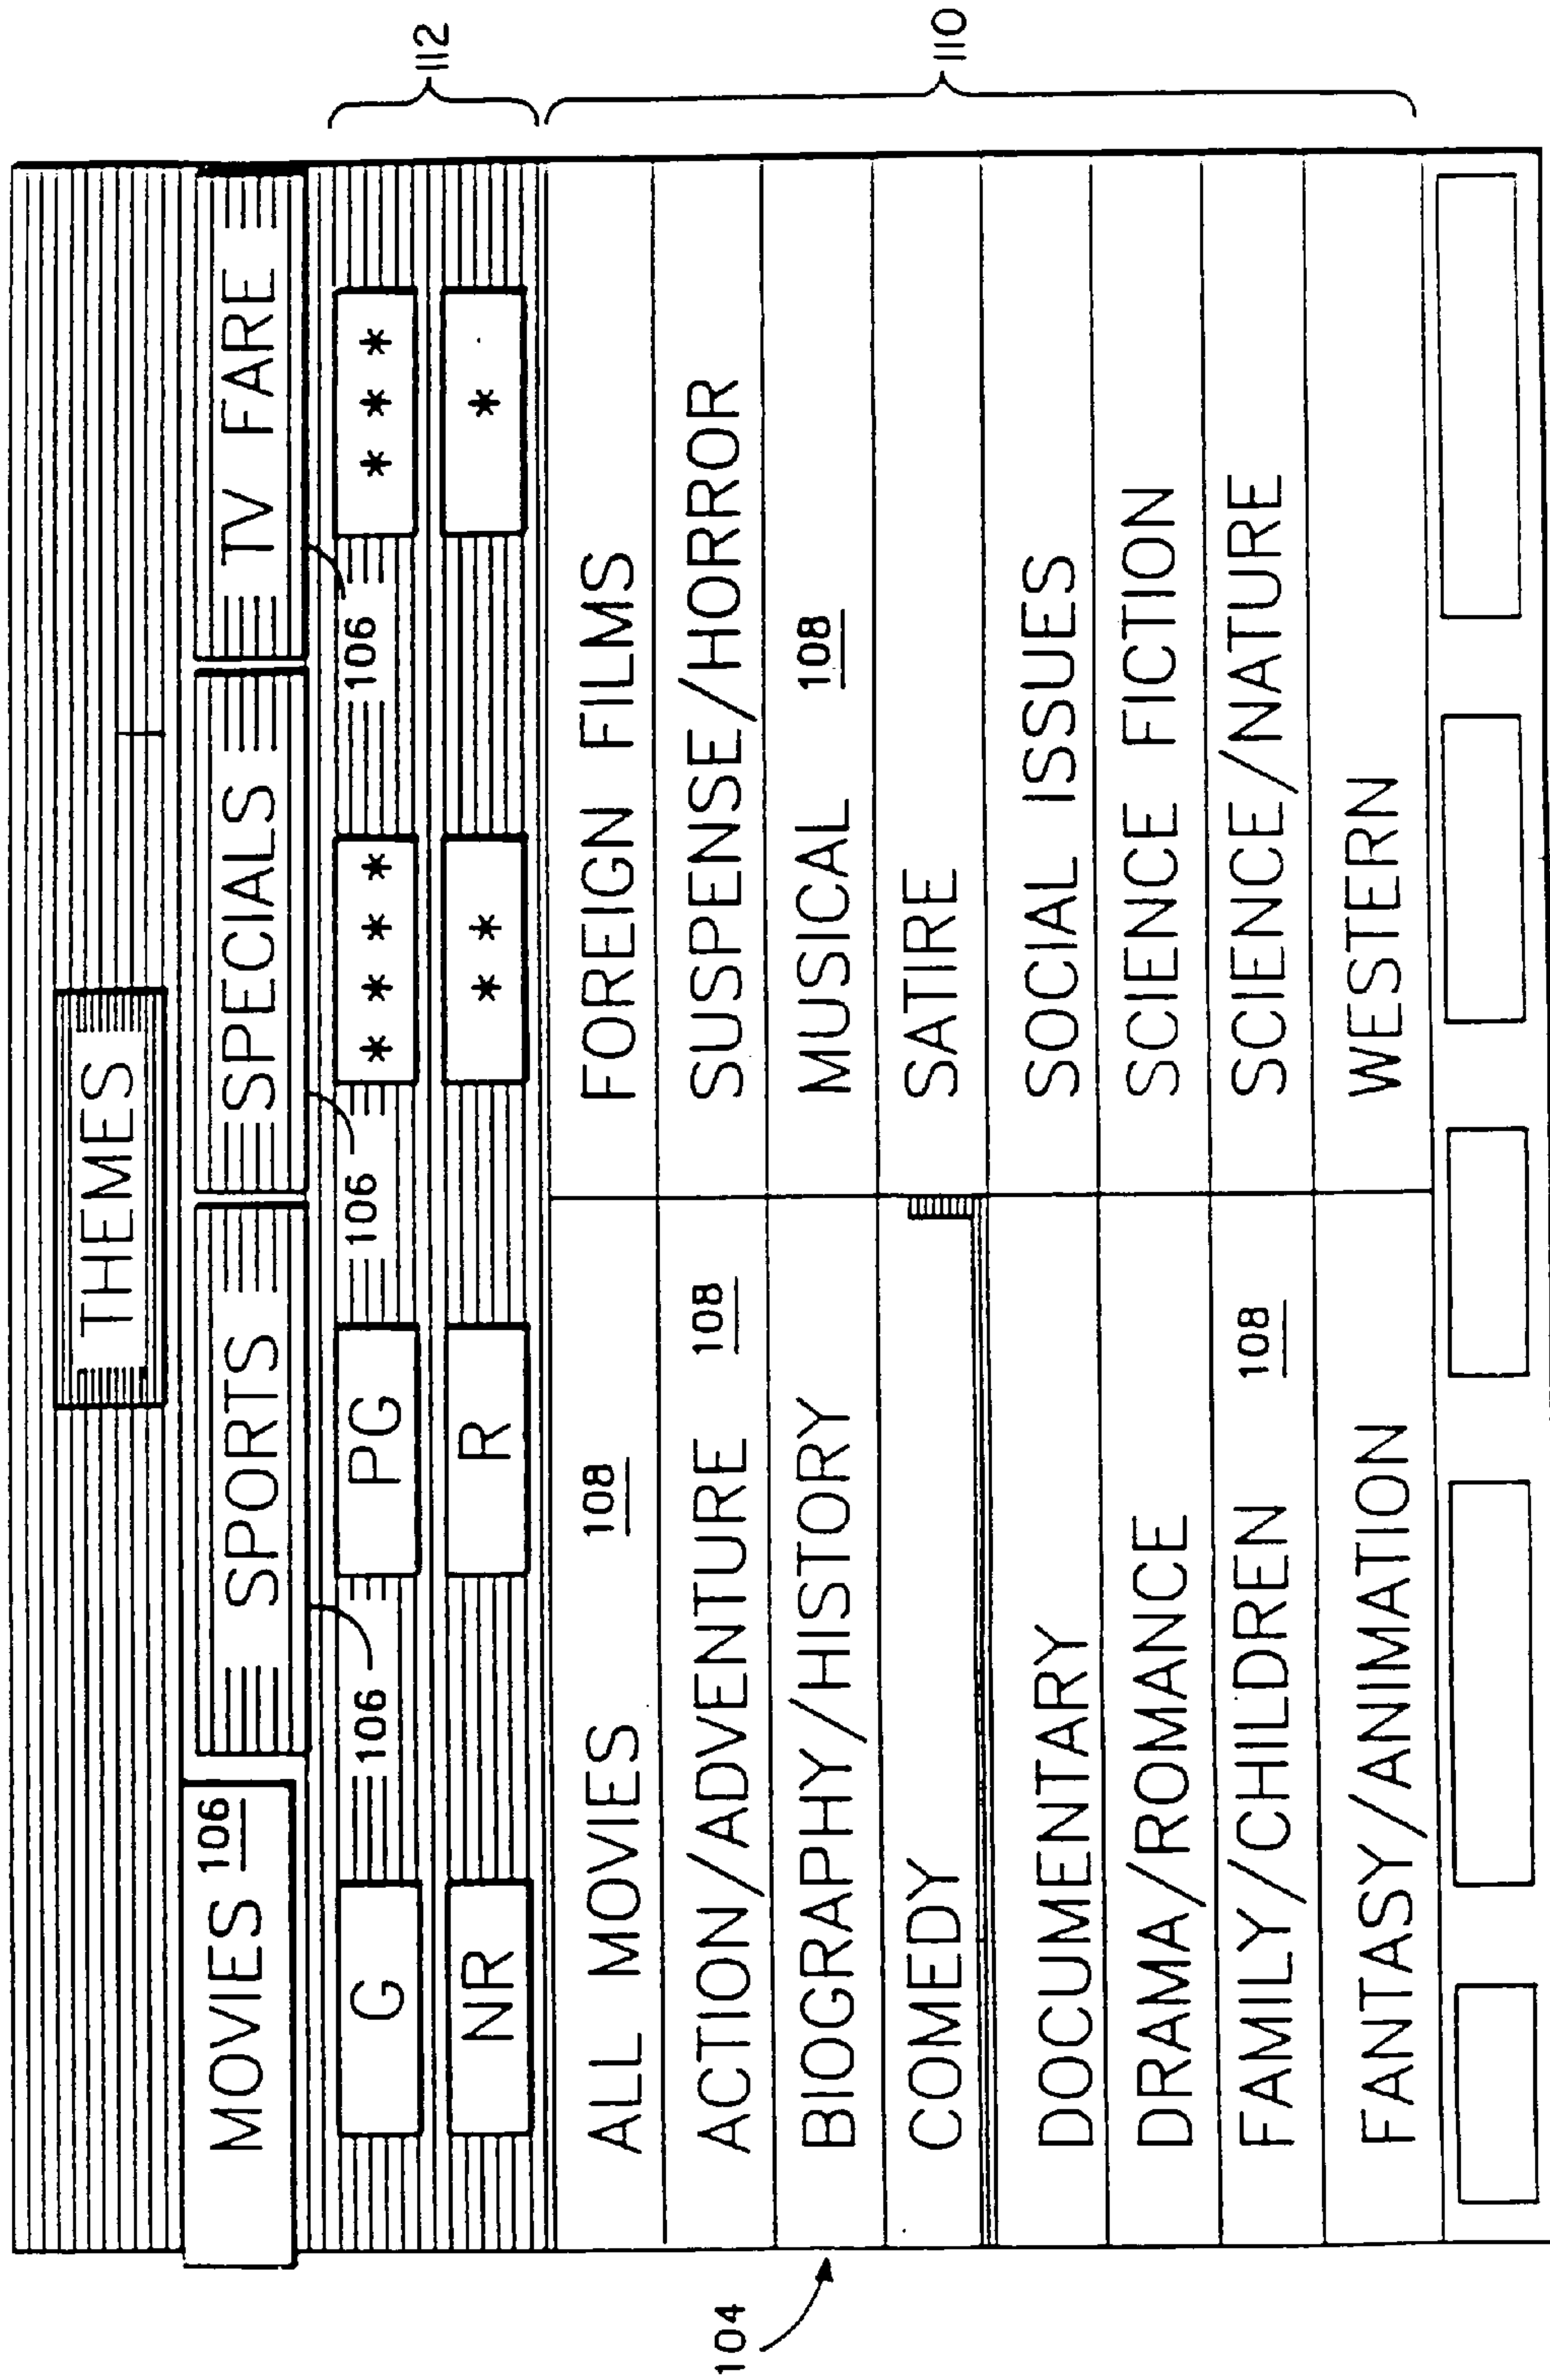 THEMES
MOVIES 106 SPORTS SPECIALS TV FARE
G 106 PG 106 * * * * 106 * * *
NR R * * *
112
ALL MOVIES 108 FOREIGN FILMS
ACTION/ADVENTURE 108 SUSPENSE/HORROR
BIOGRAPHY/HISTORY MUSICAL 108
COMEDY SATIRE
DOCUMENTARY SOCIAL ISSUES
DRAMA/ROMANCE SCIENCE FICTION
FAMILY/CHILDREN 108 SCIENCE/NATURE
FANTASY/ANIMATION WESTERN
110
104